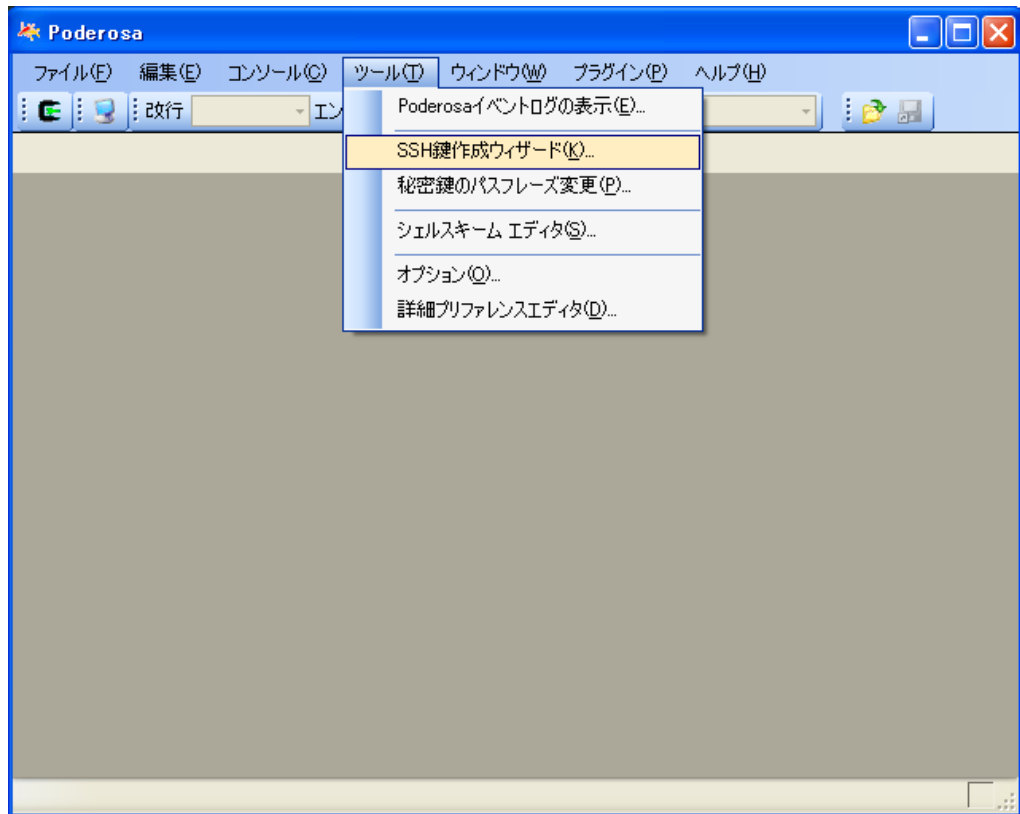 Poderosa
ファイル(F) 編集(E) コンソール(C) ツール(T) ウィンドウ(W) プラグイン(P) ヘルプ(H)
改行 エン
Poderosaイベントログの表示(E)...
SSH鍵作成ウィザード(K)...
秘密鍵のパスフレーズ変更(P)...
シェルスキーム エディタ(S)...
オプション(O)...
詳細プリファレンスエディタ(D)...